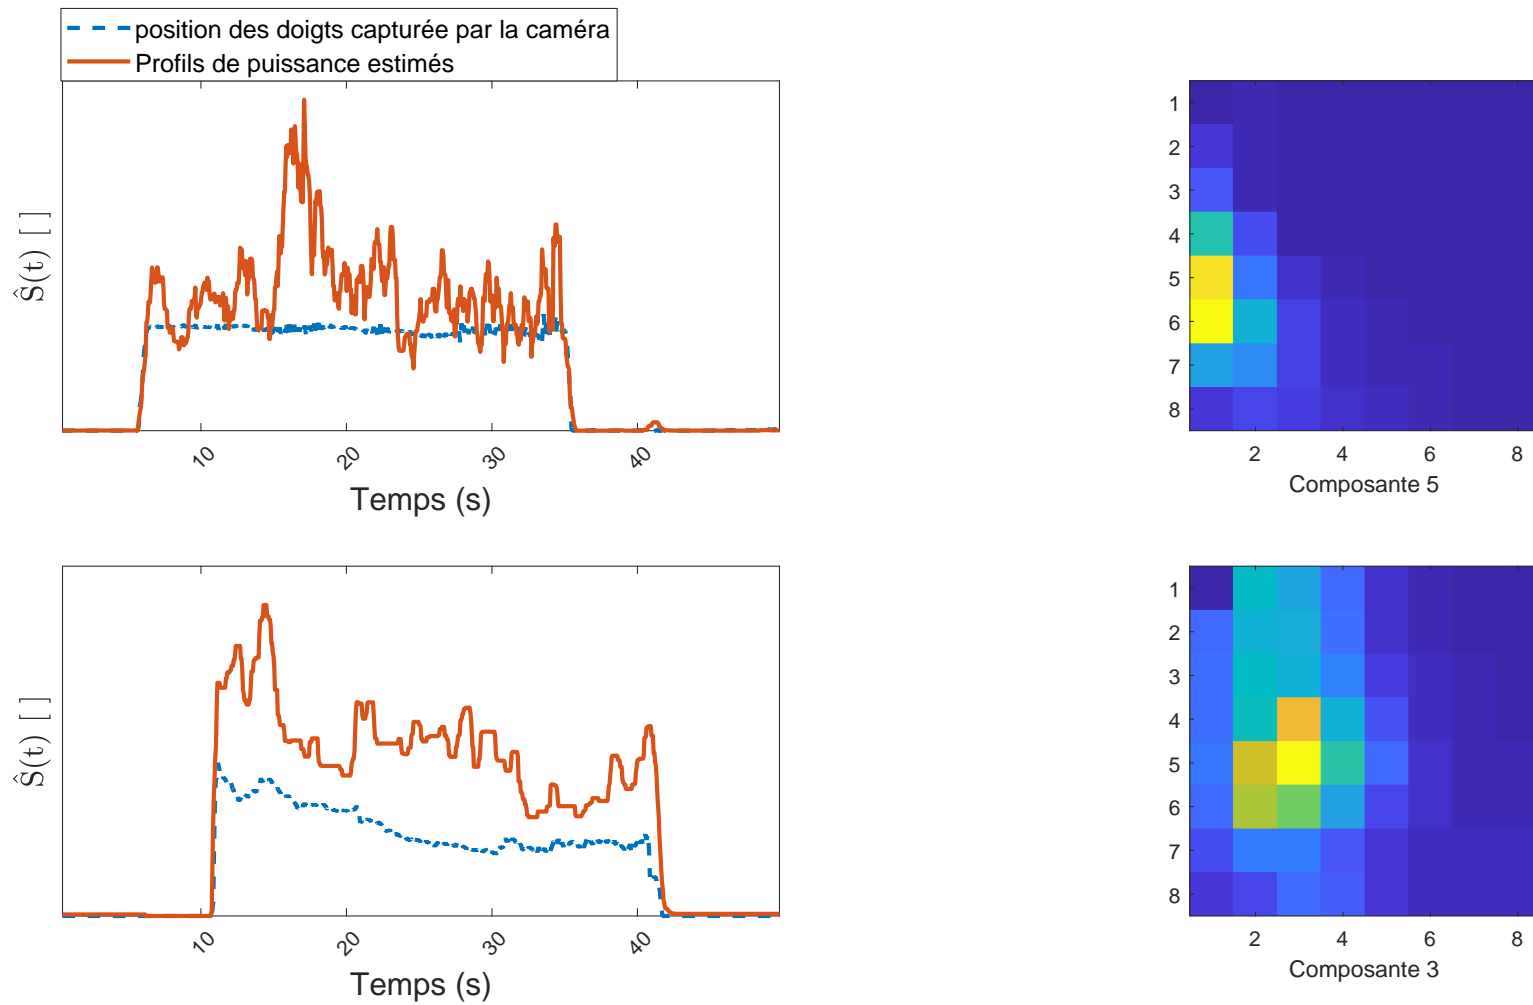 position des doigts capturée par la caméra
Profils de puissance estimés
Ŝ(t) [ ]
10 20 30 40
Temps (s)
1
2
3
4
5
6
7
8
2 4 6 8
Composante 5
Ŝ(t) [ ]
10 20 30 40
Temps (s)
1
2
3
4
5
6
7
8
2 4 6 8
Composante 3